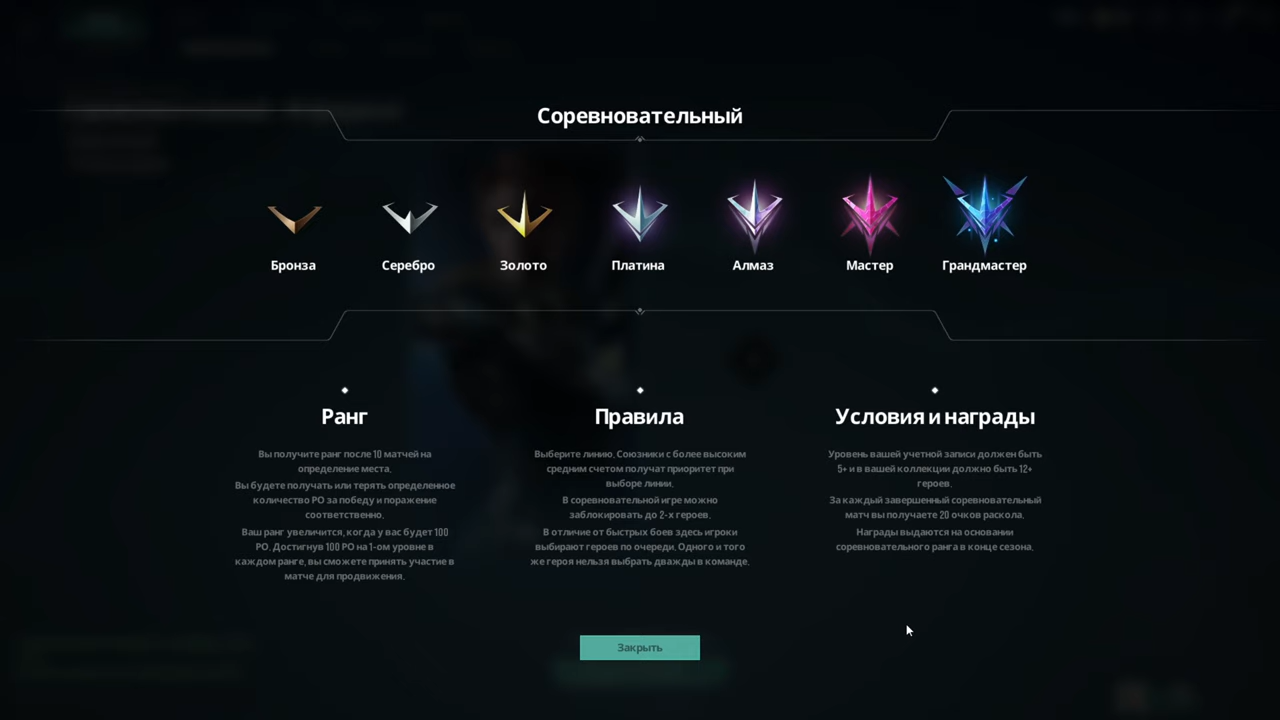 Соревновательный
Бронза
Серебро
Золото
Платина
Алмаз
Мастер
Грандмастер
Ранг
Вы получите ранг после 10 матчей на
определение места.
Вы будете получать или терять определенное
количество РО за победу и поражение
соответственно.
Ваш ранг увеличится, когда у вас будет 100
РО. Достигнув 100 РО на 1-ом уровне в
каждом ранге, вы сможете принять участие в
матче для продвижения.
Правила
Выберите линию. Союзники с более высоким
средним счетом получат приоритет при
выборе линии.
В соревновательной игре можно
заблокировать до 2-х героев.
В отличие от быстрых боев здесь игроки
выбирают героев по очереди. Одного и того
же героя нельзя выбрать дважды в команде.
Условия и награды
Уровень вашей учетной записи должен быть
5+ и в вашей коллекции должно быть 12+
героев.
За каждый завершенный соревновательный
матч вы получаете 20 очков раскола.
Награды выдаются на основании
соревновательного ранга в конце сезона.
Закрыть